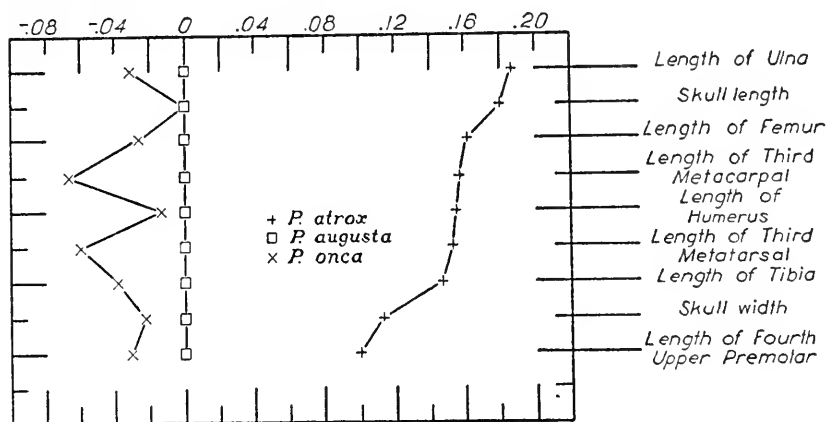 -.08 -.04 0 .04 .08 .12 .16 .20
Length of Ulna
Skull length
Length of Femur
Length of Third
Metacarpal
Length of
Humerus
Length of Third
Metatarsal
Length of Tibia
Skull width
Length of Fourth
Upper Premolar
+ P. atrox
□ P. augusta
× P. onca